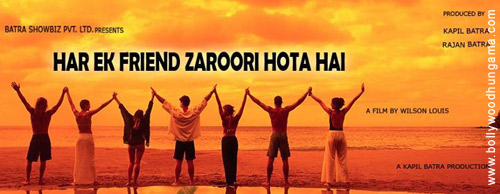 BATRA SHOWBIZ PVT. LTD. PRESENTS
PRODUCED BY
KAPIL BATRA
RAJAN BATRA
HAR EK FRIEND ZAROORI HOTA HAI
A FILM BY WILSON LOUIS
A KAPIL BATRA PRODUCTION
www.bollywoodhungama.com